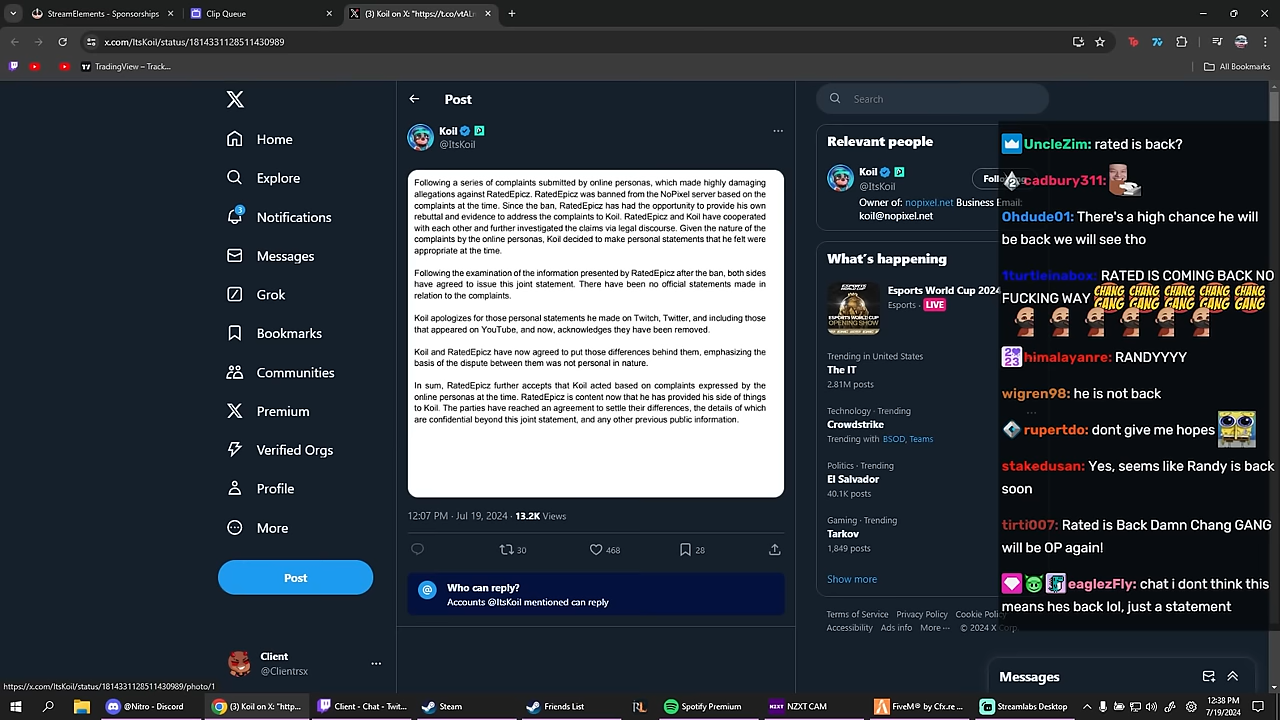 StreamElements - Sponsorships
Clip Queue
(3) Koil on X: "https://t.co/vtAL
x.com/ItsKoil/status/1814331128511430989
TradingView – Track...
All Bookmarks
Home
Explore
3
Notifications
Messages
Grok
Bookmarks
Communities
Premium
Verified Orgs
Profile
More
Post
Client
@Clientrsx
https://x.com/ItsKoil/status/1814331128511430989/photo/1
Post
Koil
@ItsKoil
Following a series of complaints submitted by online personas, which made highly damaging
allegations against RatedEpicz. RatedEpicz was banned from the NoPixel server based on the
complaints at the time. Since the ban, RatedEpicz has had the opportunity to provide his own
rebuttal and evidence to address the complaints to Koil. RatedEpicz and Koil have cooperated
with each other and further investigated the claims via legal discourse. Given the nature of the
complaints by the online personas, Koil decided to make personal statements that he felt were
appropriate at the time.
Following the examination of the information presented by RatedEpicz after the ban, both sides
have agreed to issue this joint statement. There have been no official statements made in
relation to the complaints.
Koil apologizes for those personal statements he made on Twitch, Twitter, and including those
that appeared on YouTube, and now, acknowledges they have been removed.
Koil and RatedEpicz have now agreed to put those differences behind them, emphasizing the
basis of the dispute between them was not personal in nature.
In sum, RatedEpicz further accepts that Koil acted based on complaints expressed by the
online personas at the time. RatedEpicz is content now that he has provided his side of things
to Koil. The parties have reached an agreement to settle their differences, the details of which
are confidential beyond this joint statement, and any other previous public information.
12:07 PM · Jul 19, 2024 · 13.2K Views
30
468
28
Who can reply?
Accounts @ItsKoil mentioned can reply
Search
Relevant people
Koil
@ItsKoil
Owner of: nopixel.net Business Email:
koil@nopixel.net
What's happening
Esports World Cup 2024
Esports · LIVE
ESPORTS WORLD CUP
OPENING SHOW
Trending in United States
The IT
2.81M posts
Technology · Trending
Crowdstrike
Trending with BSOD, Teams
Politics · Trending
El Salvador
40.1K posts
Gaming · Trending
Tarkov
1,849 posts
Show more
Terms of Service Privacy Policy Cookie
Accessibility Ads info More ··· © 2024 X Corp.
UncleZim: rated is back?
cadbury311:
Ohdude01: There's a high chance he will
be back we will see tho
1turtleinabox: RATED IS COMING BACK NO
FUCKING WAY CHANG GANG CHANG GANG CHANG GANG CHANG GANG CHANG GANG
2023 himalayanre: RANDYYYY
wigren98: he is not back
rupertdo: dont give me hopes
stakedusan: Yes, seems like Randy is back
soon
tirti007: Rated is Back Damn Chang GANG
will be OP again!
eaglezFly: chat i dont think this
means hes back lol, just a statement
Messages
@Nitro - Discord
(3) Koil on X: "http...
Client - Chat - Twit...
Steam
Friends List
RL
Spotify Premium
NZXT CAM
FiveM® by Cfx.re ...
Streamlabs Desktop
12:38 PM
7/19/2024